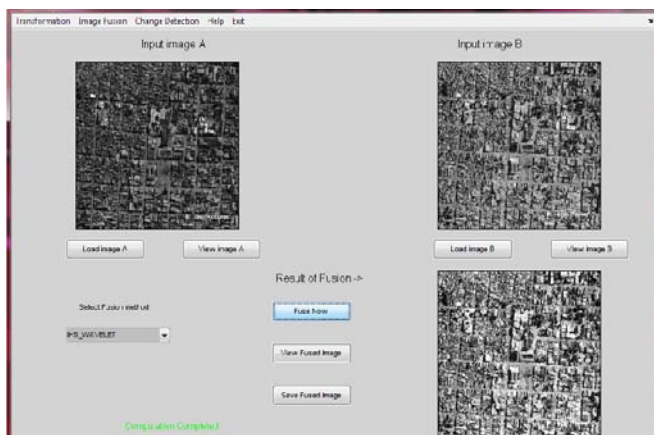 Transformation Image Fusion Change Detection Help Exit
Input image A
Input image B
Load image A
View image A
Load image B
View image B
Result of Fusion ->
Select Fusion method
Fuse Now
IHS_WAVELET
View Fused Image
Save Fused Image
Computation Completed